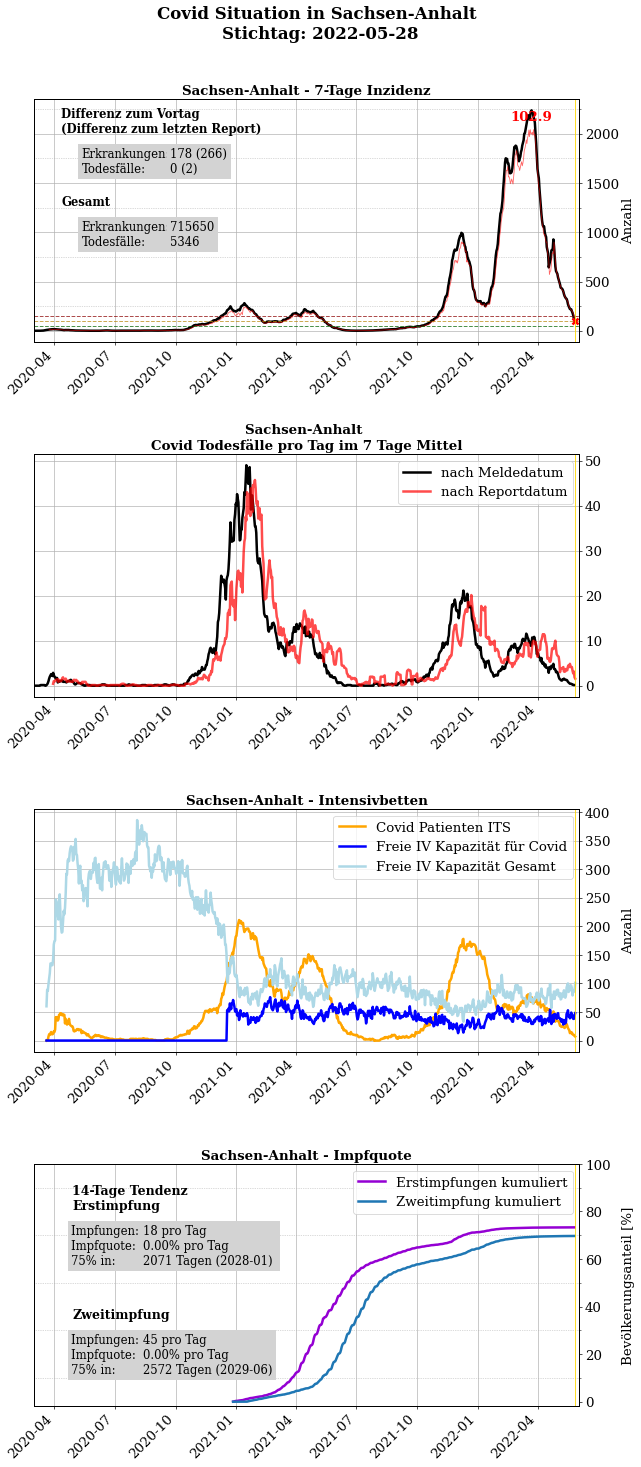 Covid Situation in Sachsen-Anhalt
Stichtag: 2022-05-28
Sachsen-Anhalt - 7-Tage Inzidenz
Differenz zum Vortag
(Differenz zum letzten Report)
Erkrankungen 178 (266)
Todesfälle: 0 (2)
Gesamt
Erkrankungen 715650
Todesfälle: 5346
102.9
2000
1500
1000
500
0
Anzahl
2020-04 2020-07 2020-10 2021-01 2021-04 2021-07 2021-10 2022-01 2022-04
Sachsen-Anhalt
Covid Todesfälle pro Tag im 7 Tage Mittel
nach Meldedatum
nach Reportdatum
50
40
30
20
10
0
2020-04 2020-07 2020-10 2021-01 2021-04 2021-07 2021-10 2022-01 2022-04
Sachsen-Anhalt - Intensivbetten
Covid Patienten ITS
Freie IV Kapazität für Covid
Freie IV Kapazität Gesamt
400
350
300
250
200
150
100
50
0
Anzahl
2020-04 2020-07 2020-10 2021-01 2021-04 2021-07 2021-10 2022-01 2022-04
Sachsen-Anhalt - Impfquote
14-Tage Tendenz
Erstimpfung
Impfungen: 18 pro Tag
Impfquote: 0.00% pro Tag
75% in: 2071 Tagen (2028-01)
Zweitimpfung
Impfungen: 45 pro Tag
Impfquote: 0.00% pro Tag
75% in: 2572 Tagen (2029-06)
Erstimpfungen kumuliert
Zweitimpfung kumuliert
100
80
60
40
20
0
Bevölkerungsanteil [%]
2020-04 2020-07 2020-10 2021-01 2021-04 2021-07 2021-10 2022-01 2022-04